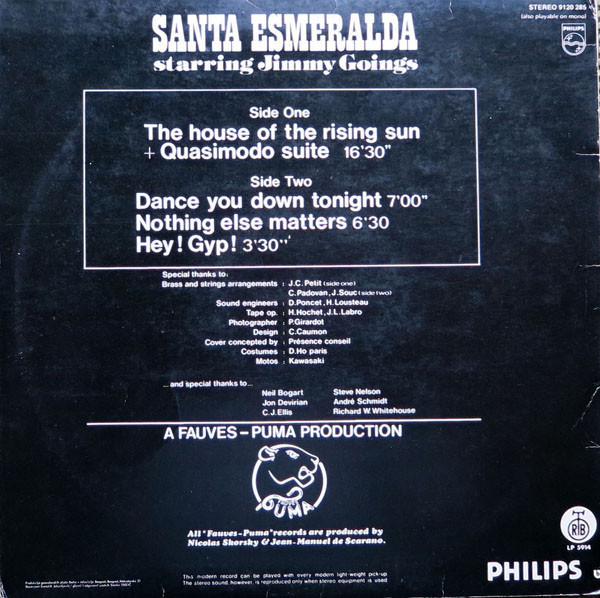 SANTA ESMERALDA
starring Jimmy Goings
STEREO 9120 285
(also playable on mono)
PHILIPS
Side One
The house of the rising sun
+ Quasimodo suite 16'30"
Side Two
Dance you down tonight 7'00"
Nothing else matters 6'30
Hey! Gyp! 3'30"
Special thanks to:
Brass and strings arrangements : J.C. Petit (side one)
C. Padovan, J. Souc (side two)
Sound engineers : D. Poncet, H. Lousteau
Tape op. : H. Hochet, J.L. Labro
Photographer : P. Girardot
Design : C. Caumon
Cover concepted by : Présence conseil
Costumes : D. Ho paris
Motos : Kawasaki
...and special thanks to...
Neil Bogart Steve Nelson
Jon Devirian André Schmidt
C.J. Ellis Richard W. Whitehouse
A FAUVES-PUMA PRODUCTION
PUMA
All "Fauves-Puma" records are produced by
Nicolas Skorsky & Jean-Manuel de Scarano.
RTB
LP 5914
PHILIPS
This modern record can be played with every modern light-weight pick-up
The stereo sound, however, is reproduced only when stereo equipment is used